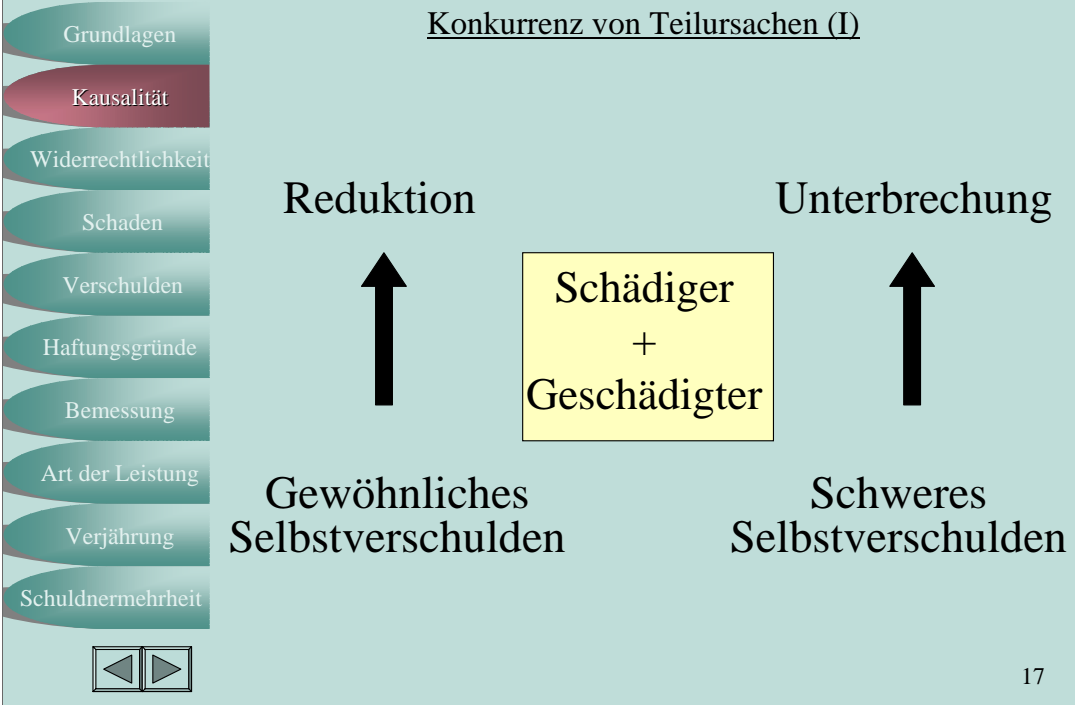 Konkurrenz von Teilursachen (I)
Grundlagen
Kausalität
Widerrechtlichkeit
Schaden
Verschulden
Haftungsgründe
Bemessung
Art der Leistung
Verjährung
Schuldnermehrheit
Reduktion
Unterbrechung
Schädiger
+
Geschädigter
Gewöhnliches
Selbstverschulden
Schweres
Selbstverschulden
17